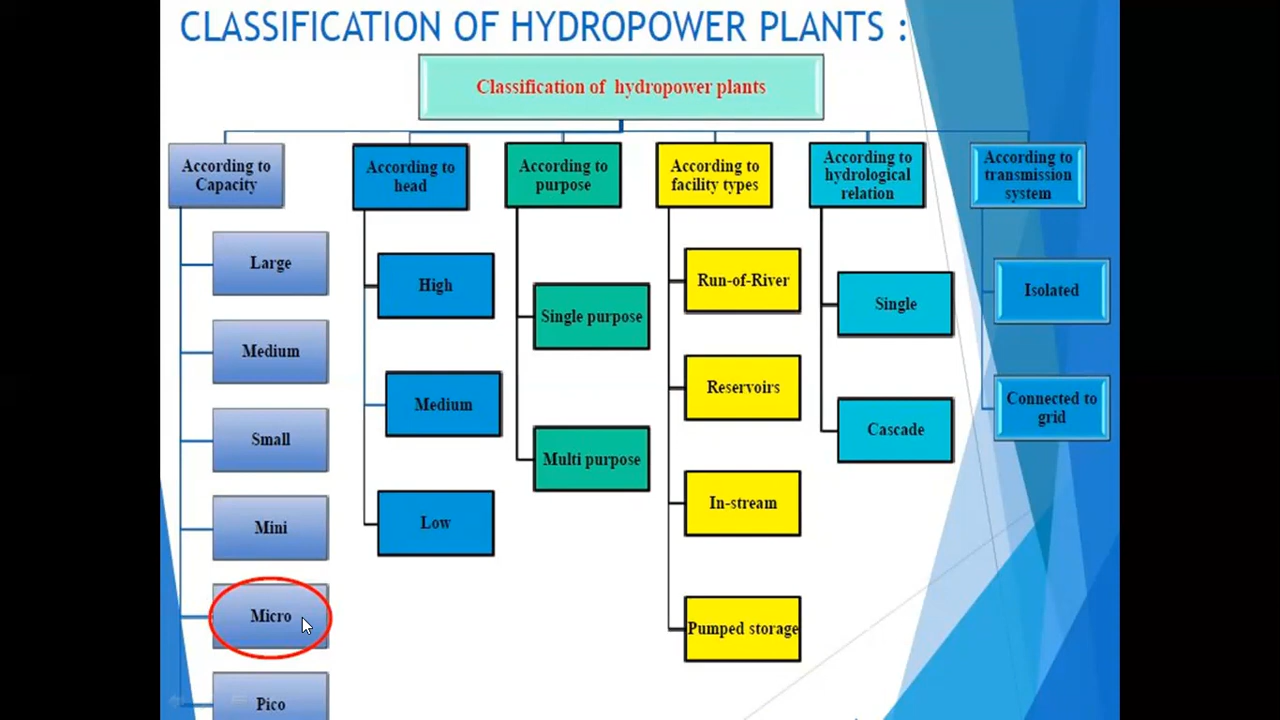 CLASSIFICATION OF HYDROPOWER PLANTS :
Classification of hydropower plants
According to
Capacity
Large
Medium
Small
Mini
Micro
Pico
According to
head
High
Medium
Low
According to
purpose
Single purpose
Multi purpose
According to
facility types
Run-of-River
Reservoirs
In-stream
Pumped storage
According to
hydrological
relation
Single
Cascade
According to
transmission
system
Isolated
Connected to
grid